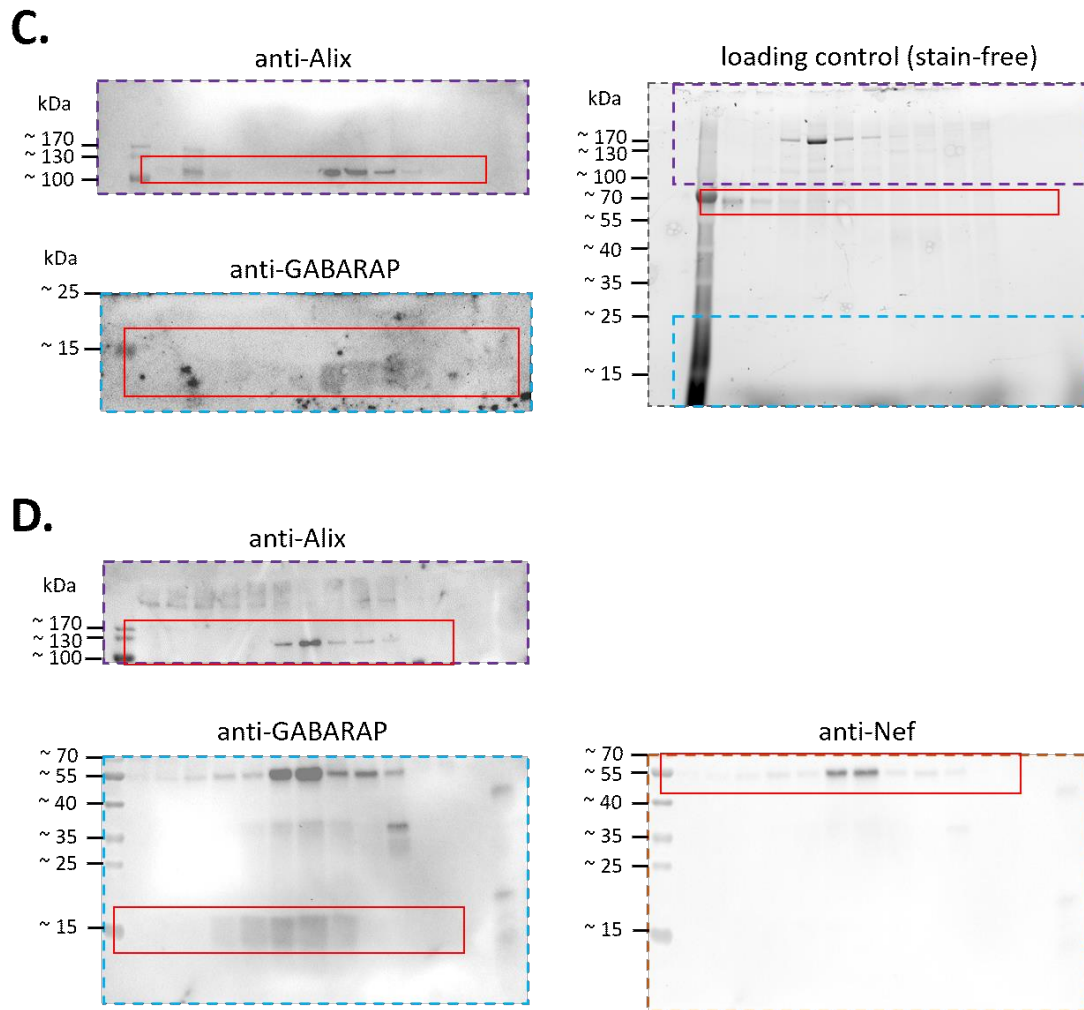 C.
anti-Alix
kDa
~ 170
~ 130
~ 100
loading control (stain-free)
kDa
~ 170
~ 130
~ 100
~ 70
~ 55
~ 40
~ 35
~ 25
~ 15
kDa
anti-GABARAP
~ 25
~ 15
D.
anti-Alix
kDa
~ 170
~ 130
~ 100
anti-GABARAP
~ 70
~ 55
~ 40
~ 35
~ 25
~ 15
anti-Nef
~ 70
~ 55
~ 40
~ 35
~ 25
~ 15